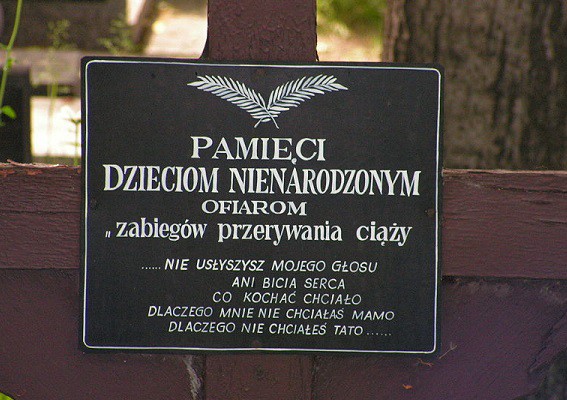 PAMIĘCI
DZIECIOM NIENARODZONYM
OFIAROM
„ zabiegów przerywania ciąży
......NIE USŁYSZYSZ MOJEGO GŁOSU
ANI BICIA SERCA
CO KOCHAĆ CHCIAŁO
DLACZEGO MNIE NIE CHCIAŁAŚ MAMO
DLACZEGO NIE CHCIAŁEŚ TATO......